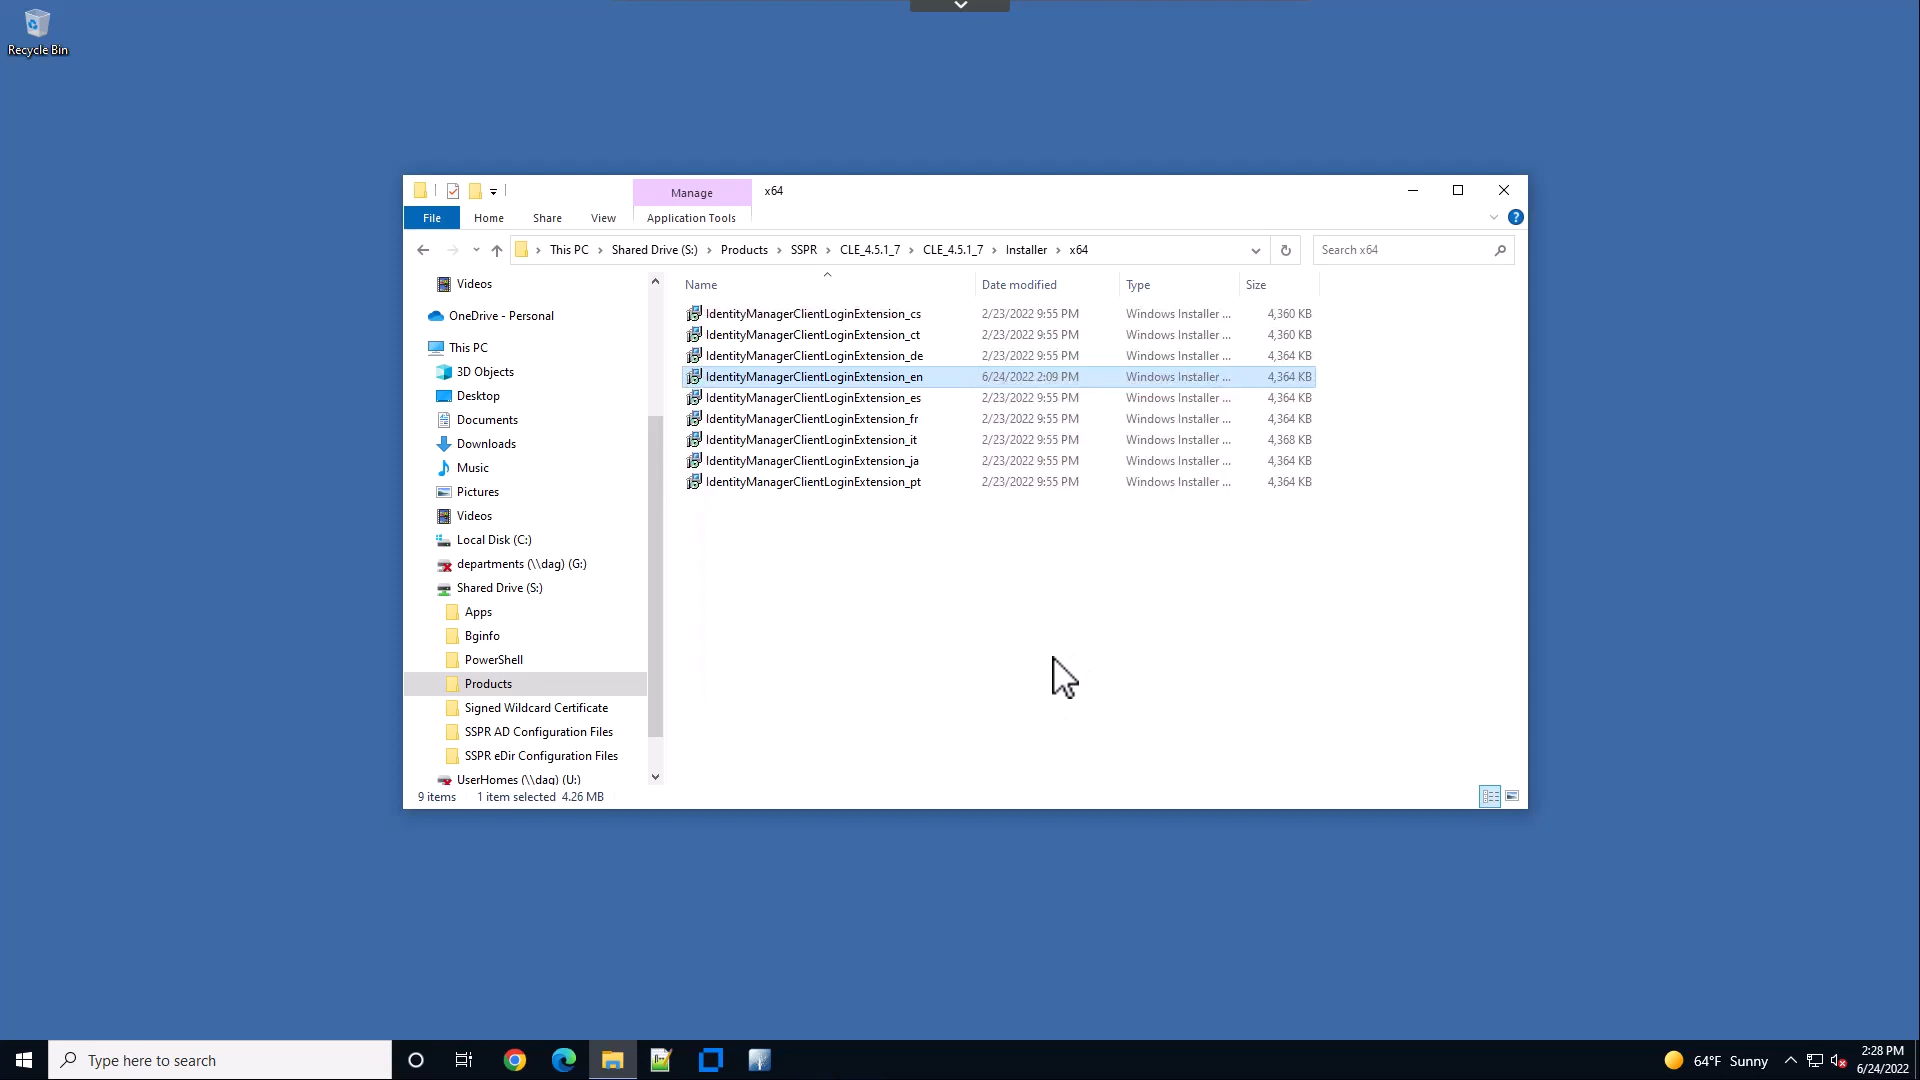 Recycle Bin
Manage
x64
File
Home
Share
View
Application Tools
This PC
Shared Drive (S:)
Products
SSPR
CLE_4.5.1_7
CLE_4.5.1_7
Installer
x64
Search x64
Name
Date modified
Type
Size
Videos
OneDrive - Personal
This PC
3D Objects
Desktop
Documents
Downloads
Music
Pictures
Videos
Local Disk (C:)
departments (\\dag) (G:)
Shared Drive (S:)
Apps
Bginfo
PowerShell
Products
Signed Wildcard Certificate
SSPR AD Configuration Files
SSPR eDir Configuration Files
UserHomes (\\dag) (U:)
IdentityManagerClientLoginExtension_cs 2/23/2022 9:55 PM Windows Installer ... 4,360 KB
IdentityManagerClientLoginExtension_ct 2/23/2022 9:55 PM Windows Installer ... 4,360 KB
IdentityManagerClientLoginExtension_de 2/23/2022 9:55 PM Windows Installer ... 4,364 KB
IdentityManagerClientLoginExtension_en 6/24/2022 2:09 PM Windows Installer ... 4,364 KB
IdentityManagerClientLoginExtension_es 2/23/2022 9:55 PM Windows Installer ... 4,364 KB
IdentityManagerClientLoginExtension_fr 2/23/2022 9:55 PM Windows Installer ... 4,364 KB
IdentityManagerClientLoginExtension_it 2/23/2022 9:55 PM Windows Installer ... 4,368 KB
IdentityManagerClientLoginExtension_ja 2/23/2022 9:55 PM Windows Installer ... 4,364 KB
IdentityManagerClientLoginExtension_pt 2/23/2022 9:55 PM Windows Installer ... 4,364 KB
9 items
1 item selected 4.26 MB
Type here to search
64°F Sunny
2:28 PM
6/24/2022